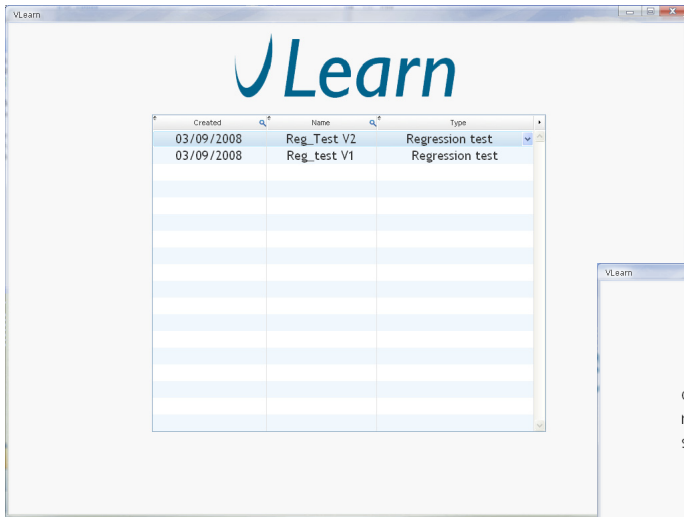 VLearn
VLearn
Created Name Type
03/09/2008 Reg_Test V2 Regression test
03/09/2008 Reg_test V1 Regression test
VLearn